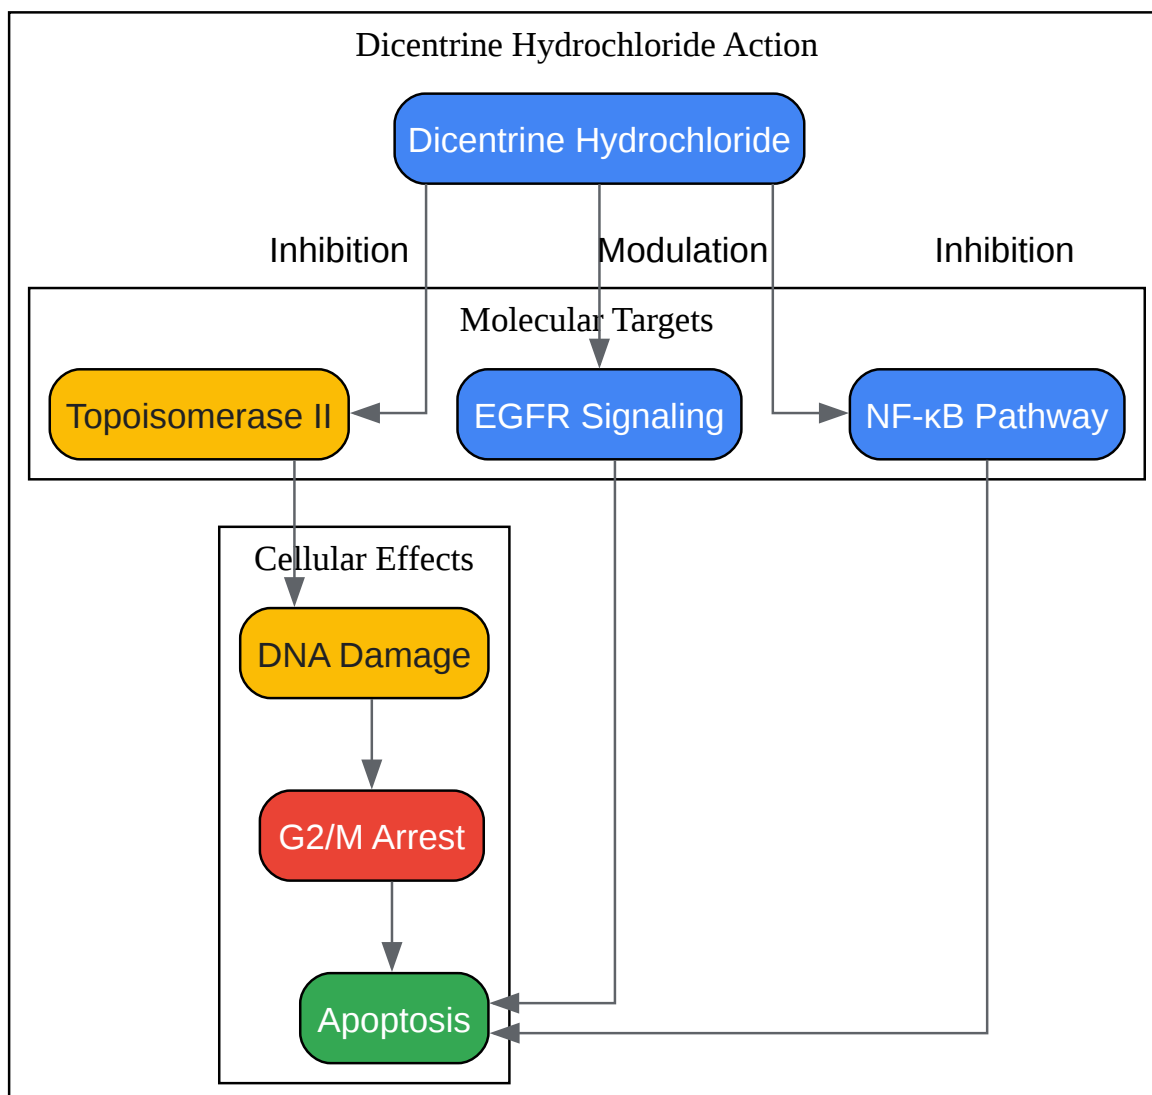 Dicentrine Hydrochloride Action
Dicentrine Hydrochloride
Inhibition
Modulation
Inhibition
Molecular Targets
Topoisomerase II
EGFR Signaling
NF-κB Pathway
Cellular Effects
DNA Damage
G2/M Arrest
Apoptosis